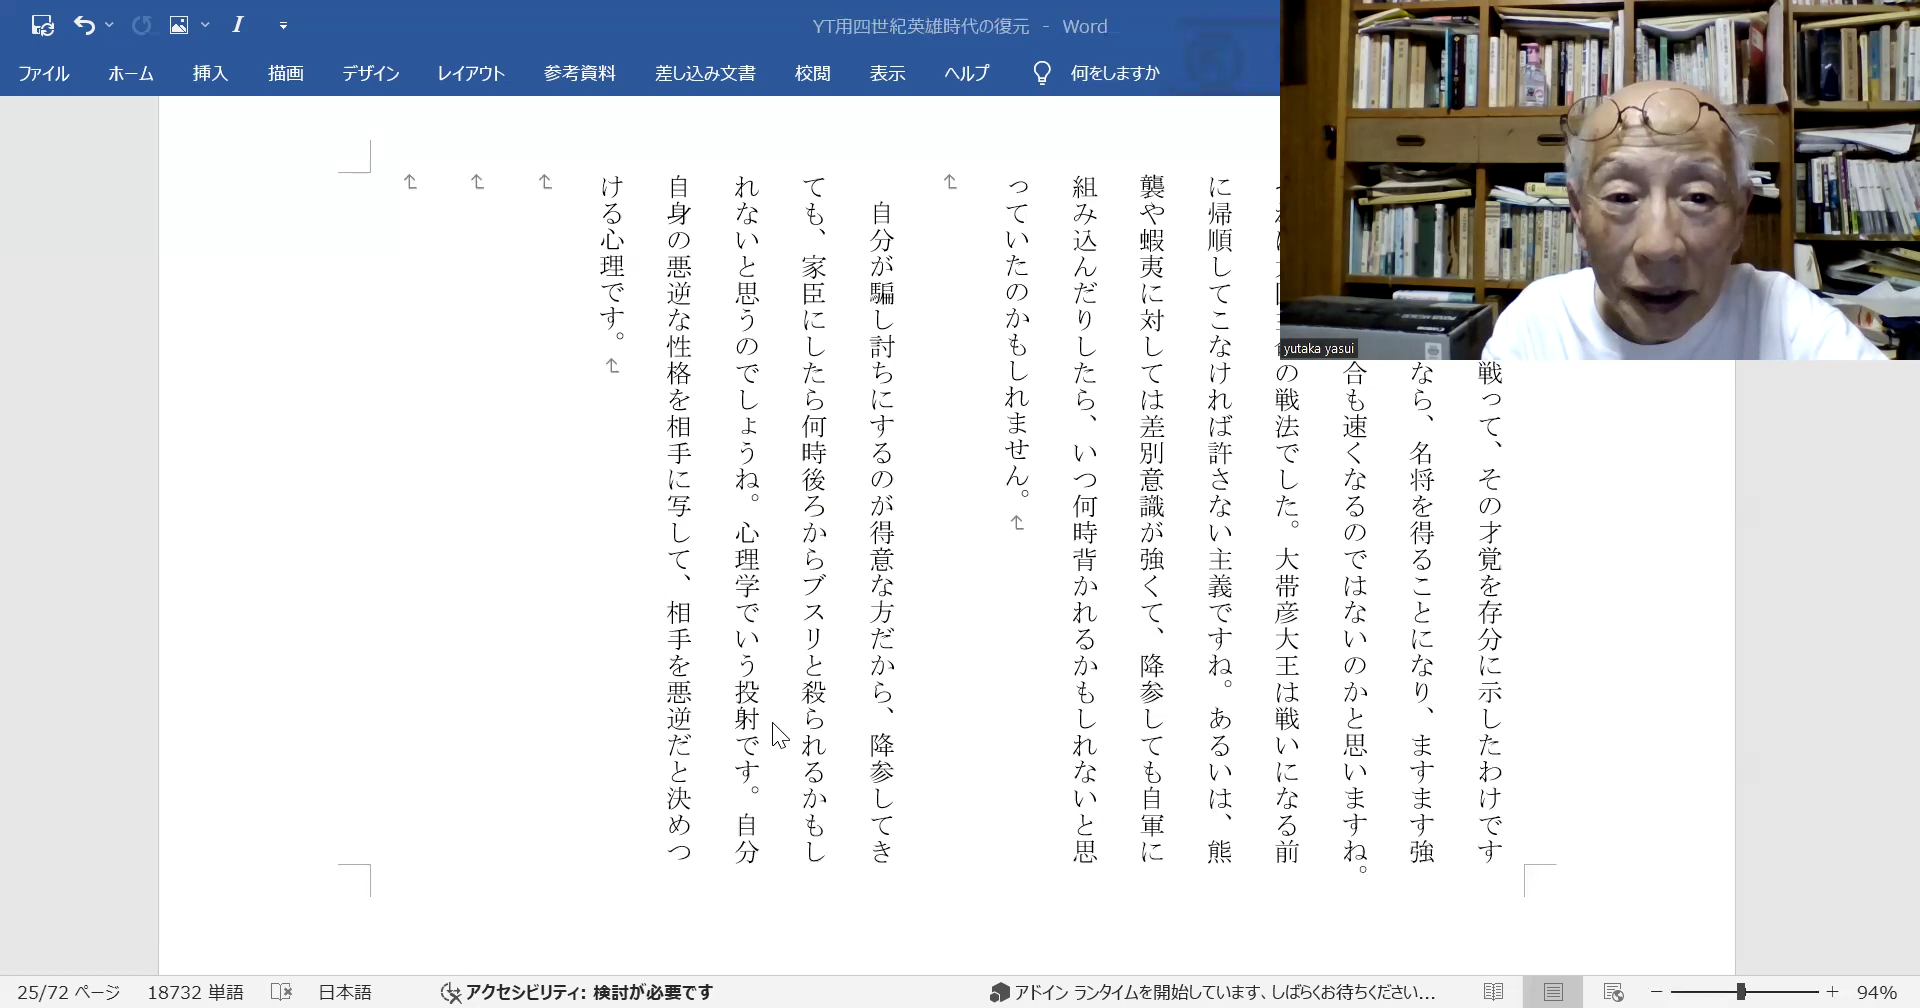 YT用四世紀英雄時代の復元 - Word
ファイル ホーム 挿入 描画 デザイン レイアウト 参考資料 差し込み文書 校閲 表示 ヘルプ 何をしますか
yutaka yasui
戦って、その才覚を存分に示したわけです
なら、名将を得ることになり、ますます強
合も速くなるのではないのかと思いますね。
の戦法でした。大帯彦大王は戦いになる前
に帰順してこなければ許さない主義ですね。あるいは、熊
襲や蝦夷に対しては差別意識が強くて、降参しても自軍に
組み込んだりしたら、いつ何時背かれるかもしれないと思
っていたのかもしれません。
自分が騙し討ちにするのが得意な方だから、降参してき
ても、家臣にしたら何時後ろからブスリと殺られるかもし
れないと思うのでしょうね。心理学でいう投射です。自分
自身の悪逆な性格を相手に写して、相手を悪逆だと決めつ
ける心理です。
25/72 ページ 18732 単語 日本語 アクセシビリティ: 検討が必要です アドイン ランタイムを開始しています、しばらくお待ちください... 94%